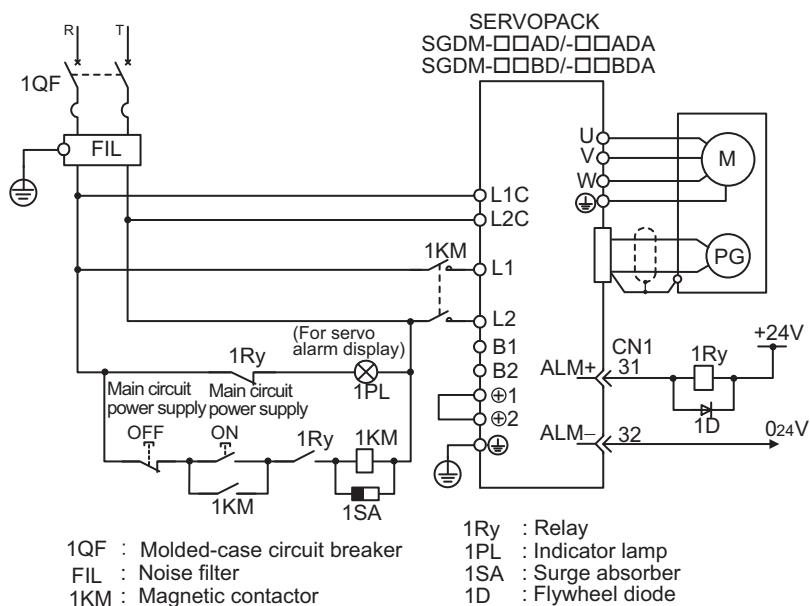 SERVOPACK
SGDM-□□AD/-□□ADA
SGDM-□□BD/-□□BDA
R T
1QF
FIL
U
V
W
M
L1C
L2C
1KM
L1
PG
L2
(For servo
alarm display)
1Ry
1PL
B1
B2
CN1
ALM+ 31
1Ry
+24V
1D
⊕1
⊕2
ALM− 32
024V
Main circuit
power supply
OFF
Main circuit
power supply
ON
1Ry
1KM
1KM
1SA
1QF : Molded-case circuit breaker
FIL : Noise filter
1KM : Magnetic contactor
1Ry : Relay
1PL : Indicator lamp
1SA : Surge absorber
1D : Flywheel diode